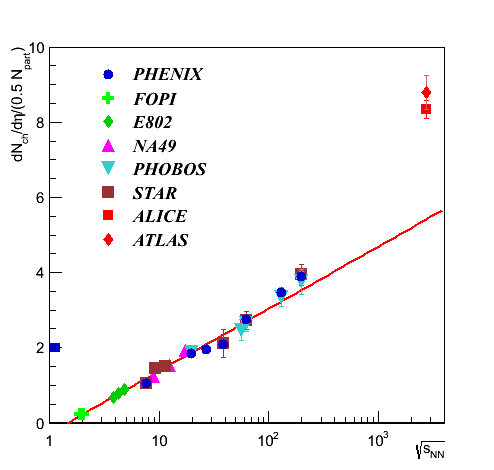 dN_ch/dη/(0.5 N_part)
10
8
6
4
2
0
PHENIX
FOPI
E802
NA49
PHOBOS
STAR
ALICE
ATLAS
1 10 10² 10³
√s_NN